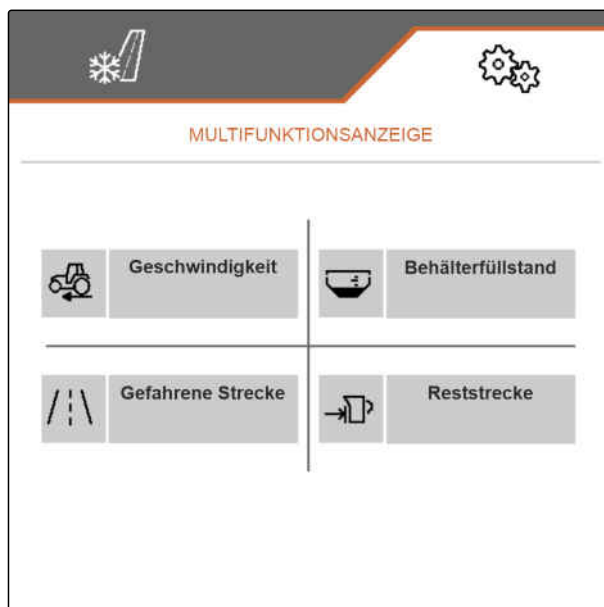 MULTIFUNKTIONSANZEIGE
Geschwindigkeit
Behälterfüllstand
Gefahrene Strecke
Reststrecke